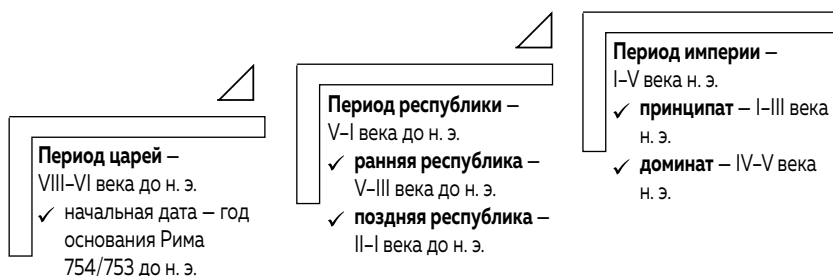 Период царей –
VIII–VI века до н. э.
✓ начальная дата – год
основания Рима
754/753 до н. э.
Период республики –
V–I века до н. э.
✓ ранняя республика –
V–III века до н. э.
✓ поздняя республика –
II–I века до н. э.
Период империи –
I–V века н. э.
✓ принципат – I–III века
н. э.
✓ доминат – IV–V века
н. э.